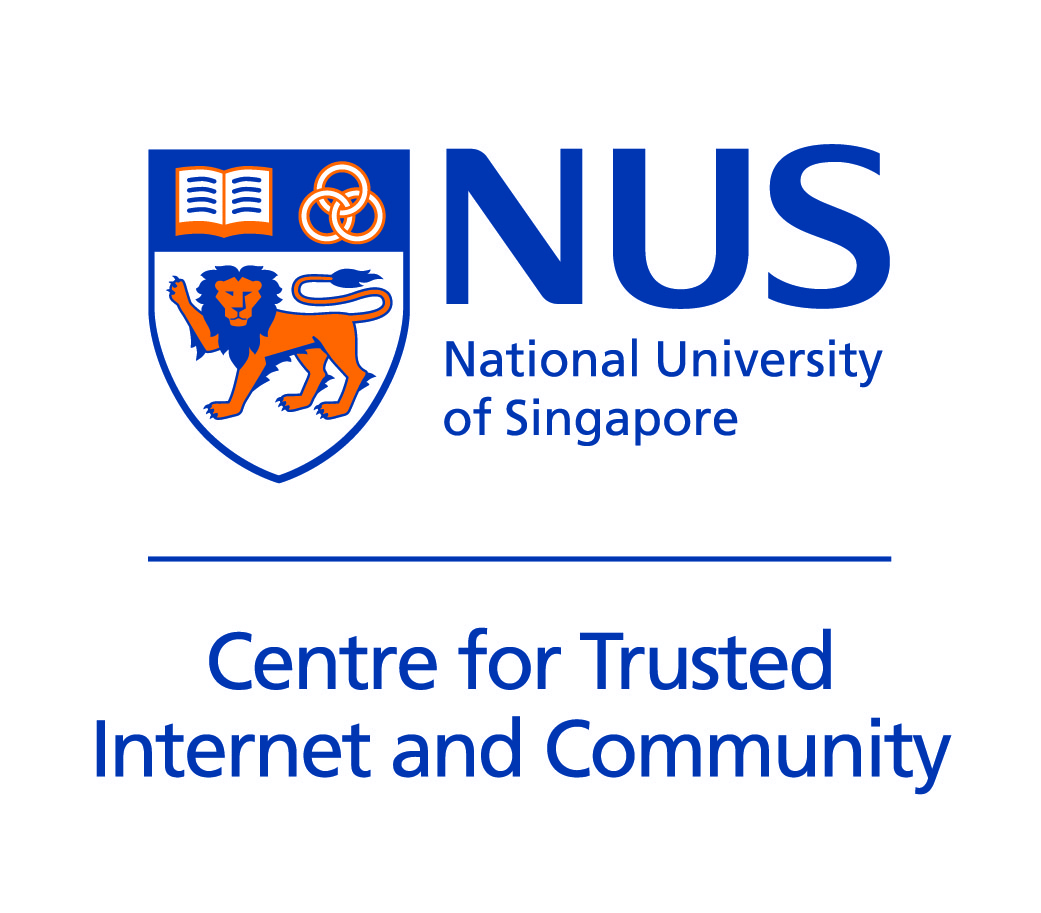 NUS
National University
of Singapore
Centre for Trusted
Internet and Community